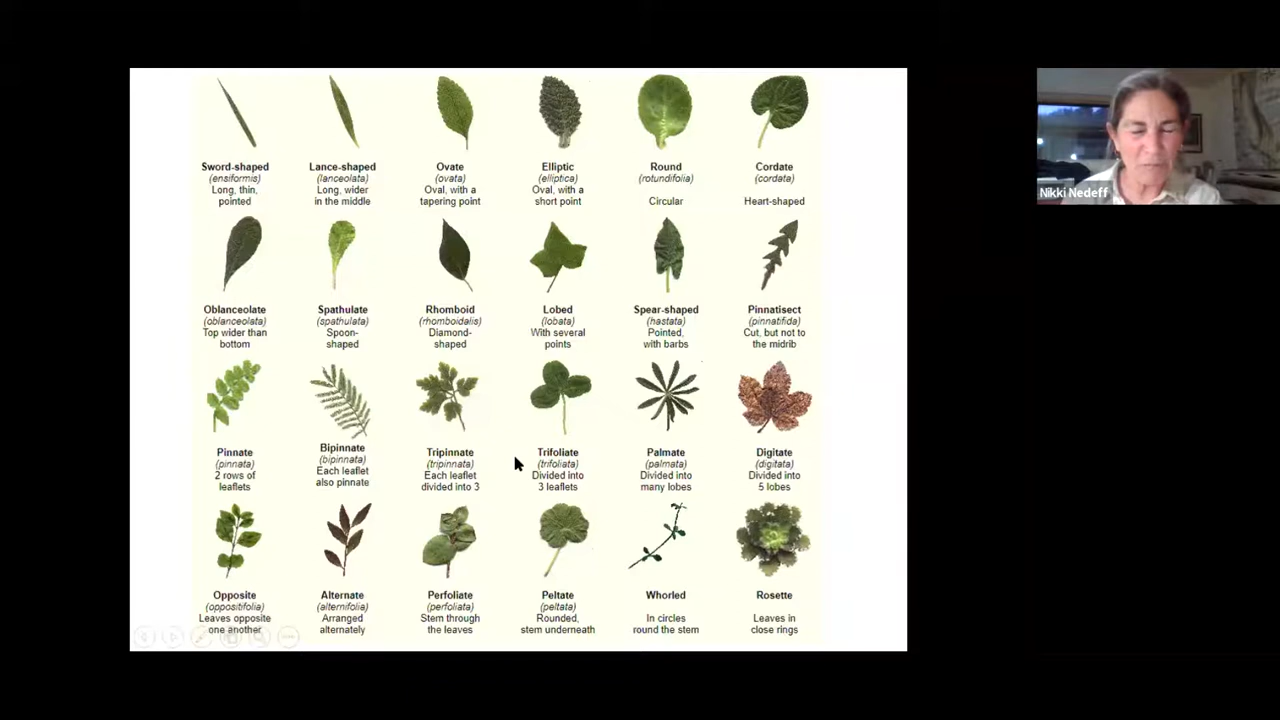 Sword-shaped
(ensiformis)
Long, thin,
pointed
Lance-shaped
(lanceolata)
Long, wider
in the middle
Ovate
(ovata)
Oval, with a
tapering point
Elliptic
(elliptica)
Oval, with a
short point
Round
(rotundifolia)
Circular
Cordate
(cordata)
Heart-shaped
Nikki Nedeff
Oblanceolate
(oblanceolata)
Top wider than
bottom
Spathulate
(spathulata)
Spoon-
shaped
Rhomboid
(rhomboidalis)
Diamond-
shaped
Lobed
(lobata)
With several
points
Spear-shaped
(hastata)
Pointed,
with barbs
Pinnatisect
(pinnatifida)
Cut, but not to
the midrib
Pinnate
(pinnata)
2 rows of
leaflets
Bipinnate
(bipinnata)
Each leaflet
also pinnate
Tripinnate
(tripinnata)
Each leaflet
divided into 3
Trifoliate
(trifoliata)
Divided into
3 leaflets
Palmate
(palmata)
Divided into
many lobes
Digitate
(digitata)
Divided into
5 lobes
Opposite
(oppositifolia)
Leaves opposite
one another
Alternate
(alternifolia)
Arranged
alternately
Perfoliate
(perfoliata)
Stem through
the leaves
Peltate
(peltata)
Rounded,
stem underneath
Whorled
In circles
round the stem
Rosette
Leaves in
close rings